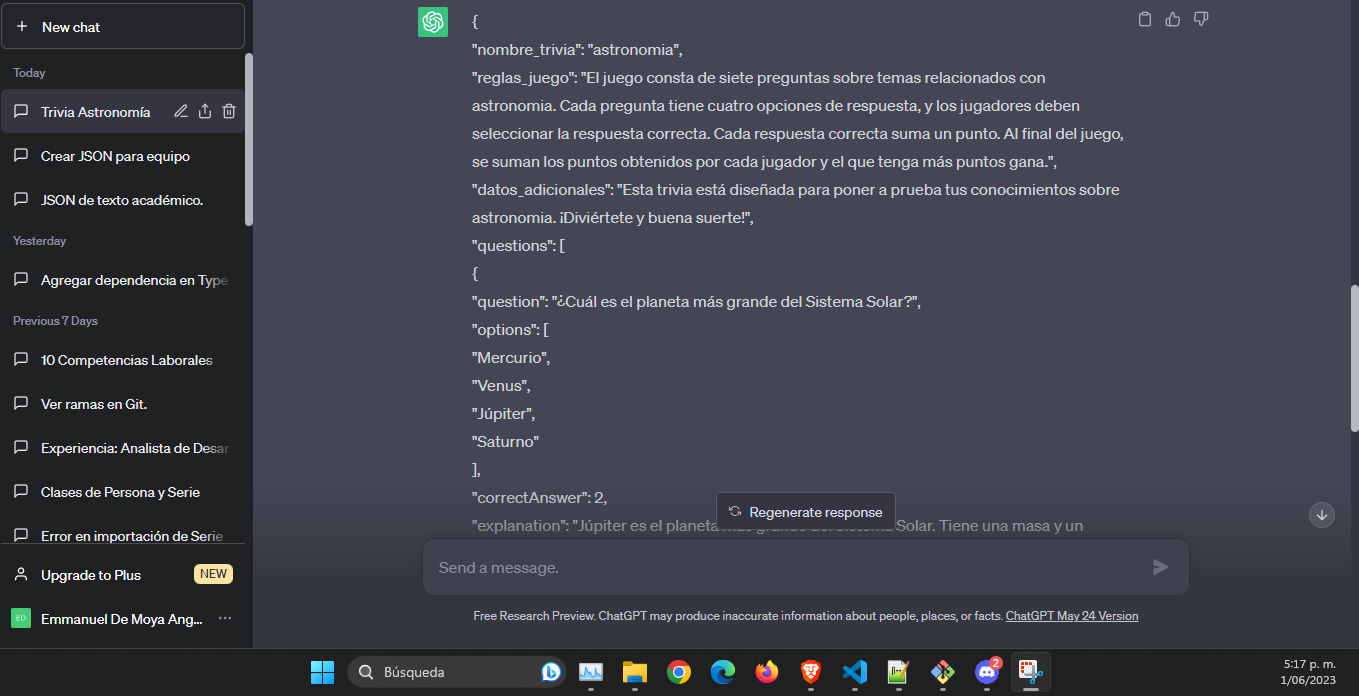 New chat
Today
Trivia Astronomía
Crear JSON para equipo
JSON de texto académico.
Yesterday
Agregar dependencia en Type
Previous 7 Days
10 Competencias Laborales
Ver ramas en Git.
Experiencia: Analista de Desar
Clases de Persona y Serie
Error en importación de Serie
Upgrade to Plus
NEW
ED
Emmanuel De Moya Ang...
{
"nombre_trivia": "astronomia",
"reglas_juego": "El juego consta de siete preguntas sobre temas relacionados con
astronomia. Cada pregunta tiene cuatro opciones de respuesta, y los jugadores deben
seleccionar la respuesta correcta. Cada respuesta correcta suma un punto. Al final del juego,
se suman los puntos obtenidos por cada jugador y el que tenga más puntos gana.",
"datos_adicionales": "Esta trivia está diseñada para poner a prueba tus conocimientos sobre
astronomia. ¡Diviértete y buena suerte!",
"questions": [
{
"question": "¿Cuál es el planeta más grande del Sistema Solar?",
"options": [
"Mercurio",
"Venus",
"Júpiter",
"Saturno"
],
"correctAnswer": 2,
"explanation": "Júpiter es el planeta más grande del Sistema Solar. Tiene una masa y un
Regenerate response
Send a message.
Free Research Preview. ChatGPT may produce inaccurate information about people, places, or facts. ChatGPT May 24 Version
Búsqueda
2
5:17 p. m.
1/06/2023